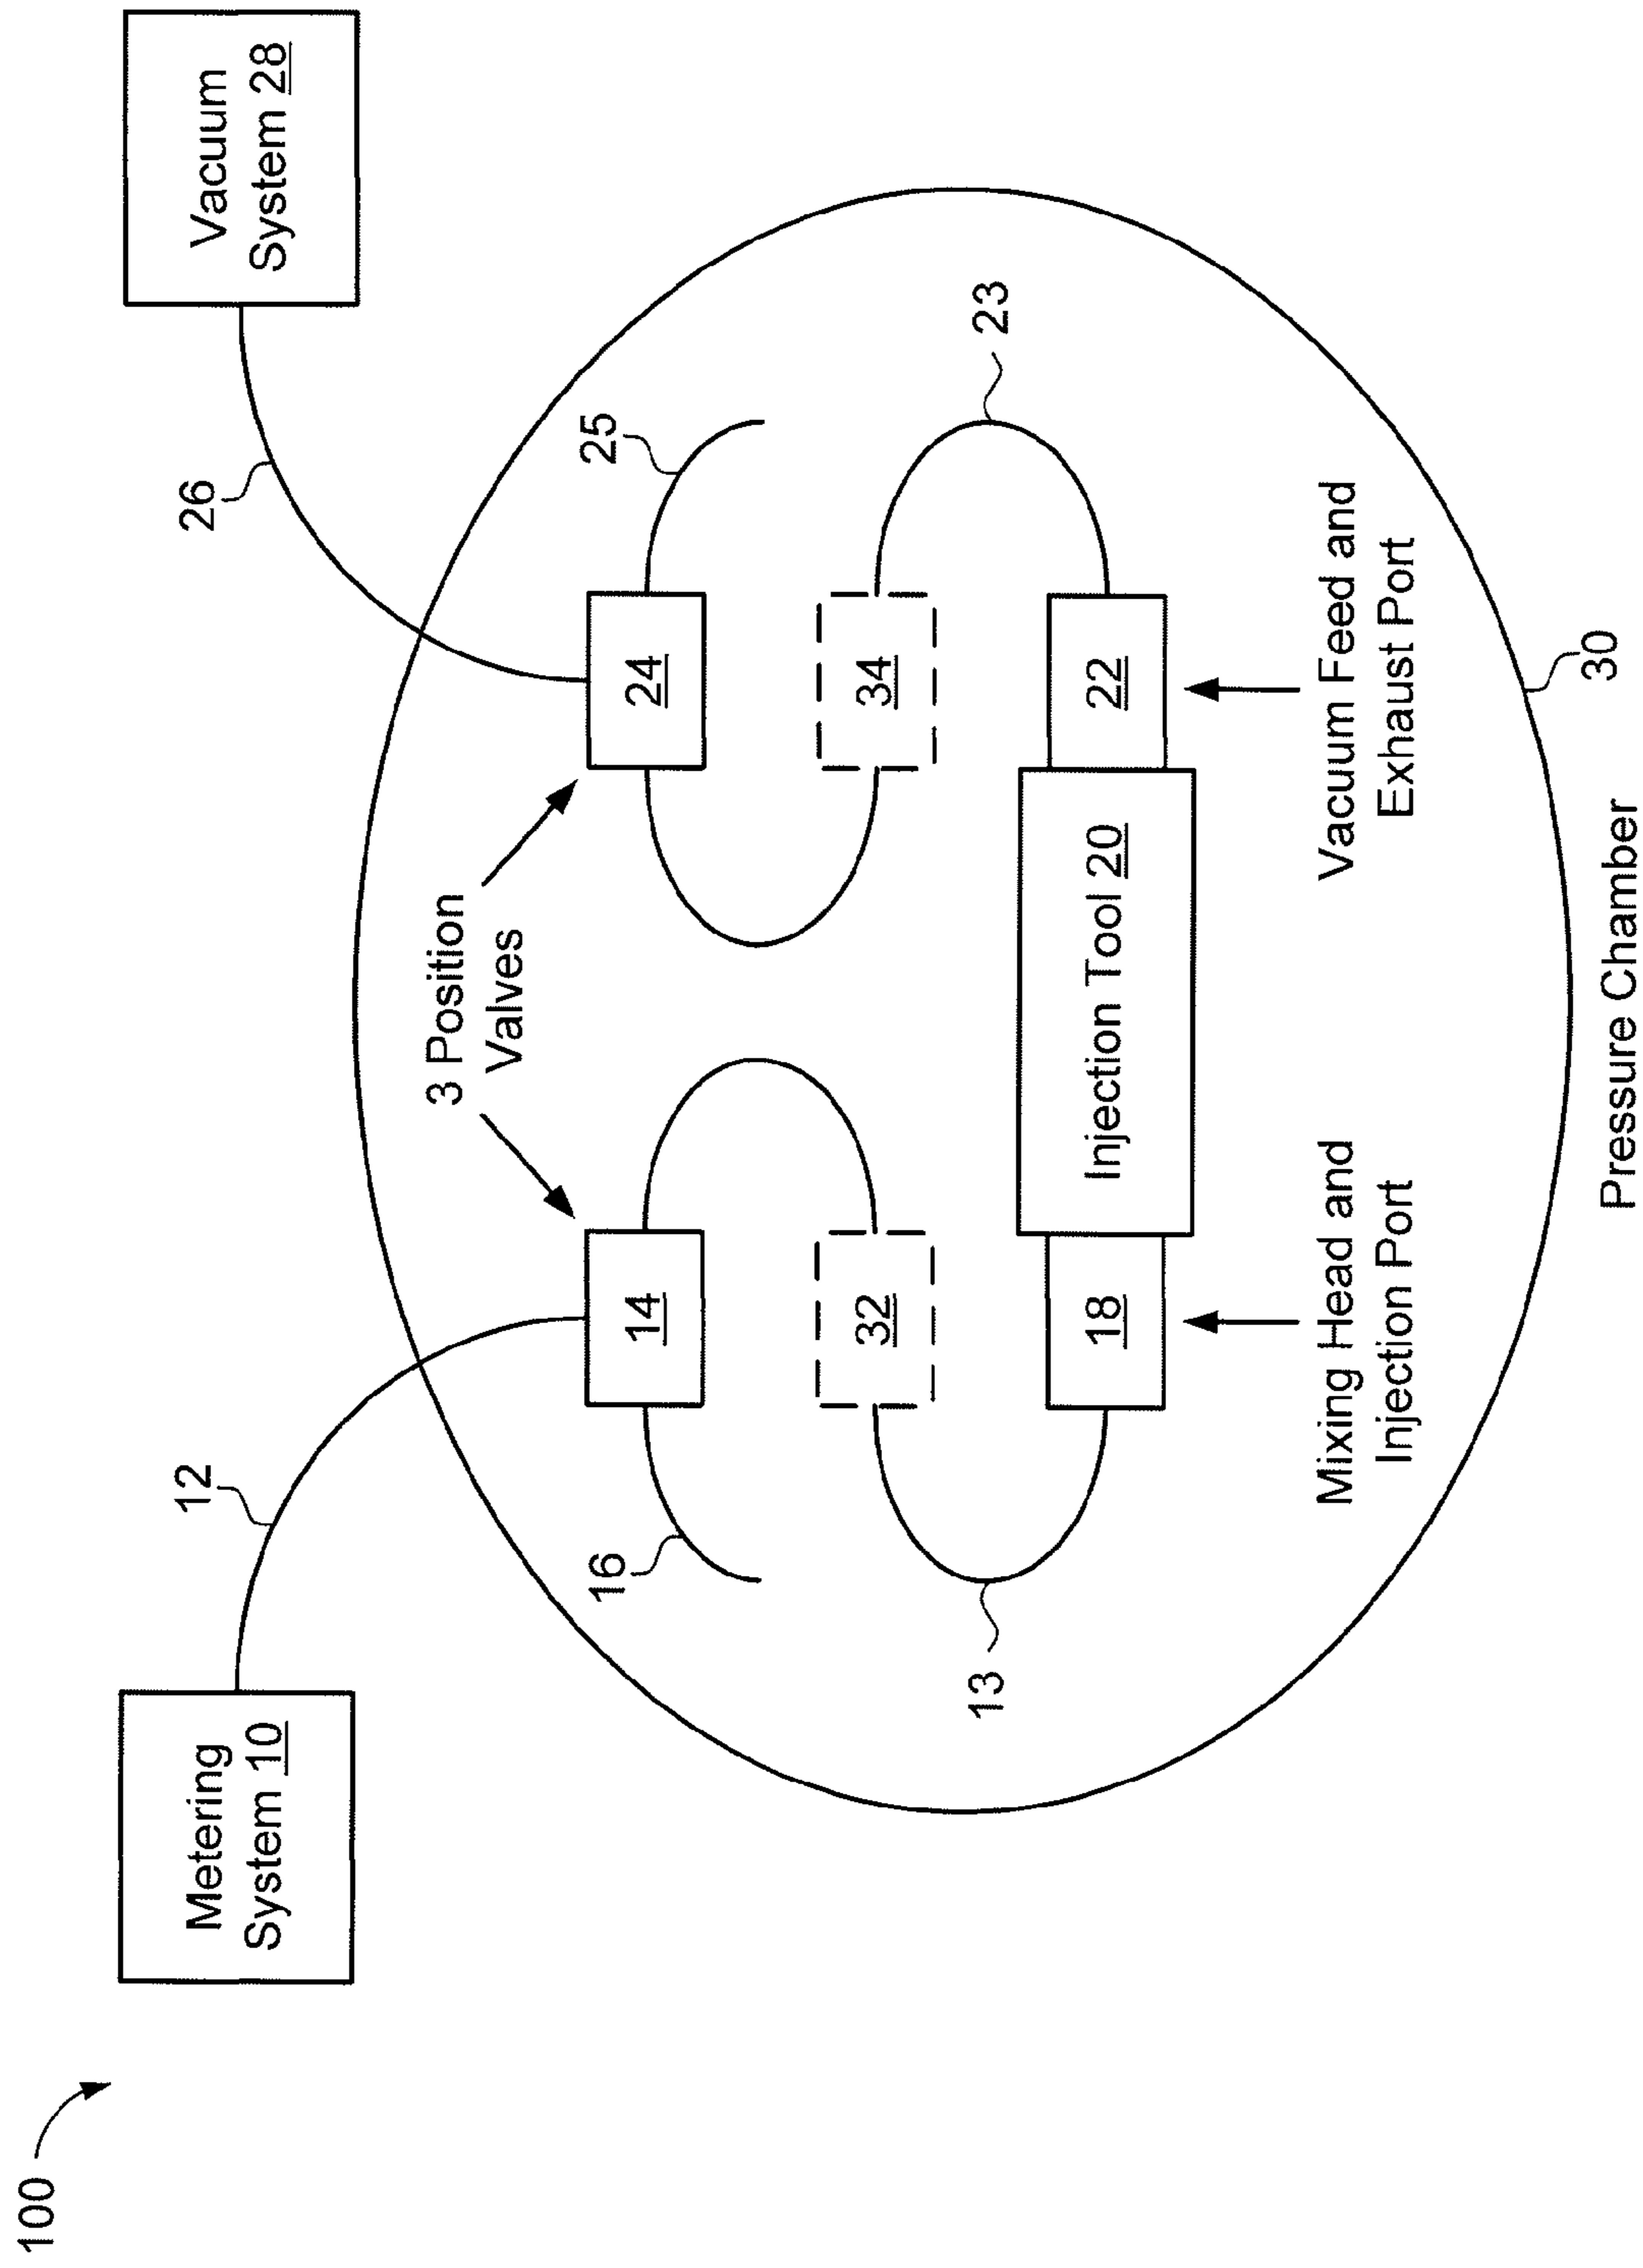 100
Metering
System 10
Vacuum
System 28
12
26
3 Position
Valves
16
14
24
25
32
34
13
23
18
Injection Tool 20
22
Mixing Head and
Injection Port
Vacuum Feed and
Exhaust Port
30
Pressure Chamber